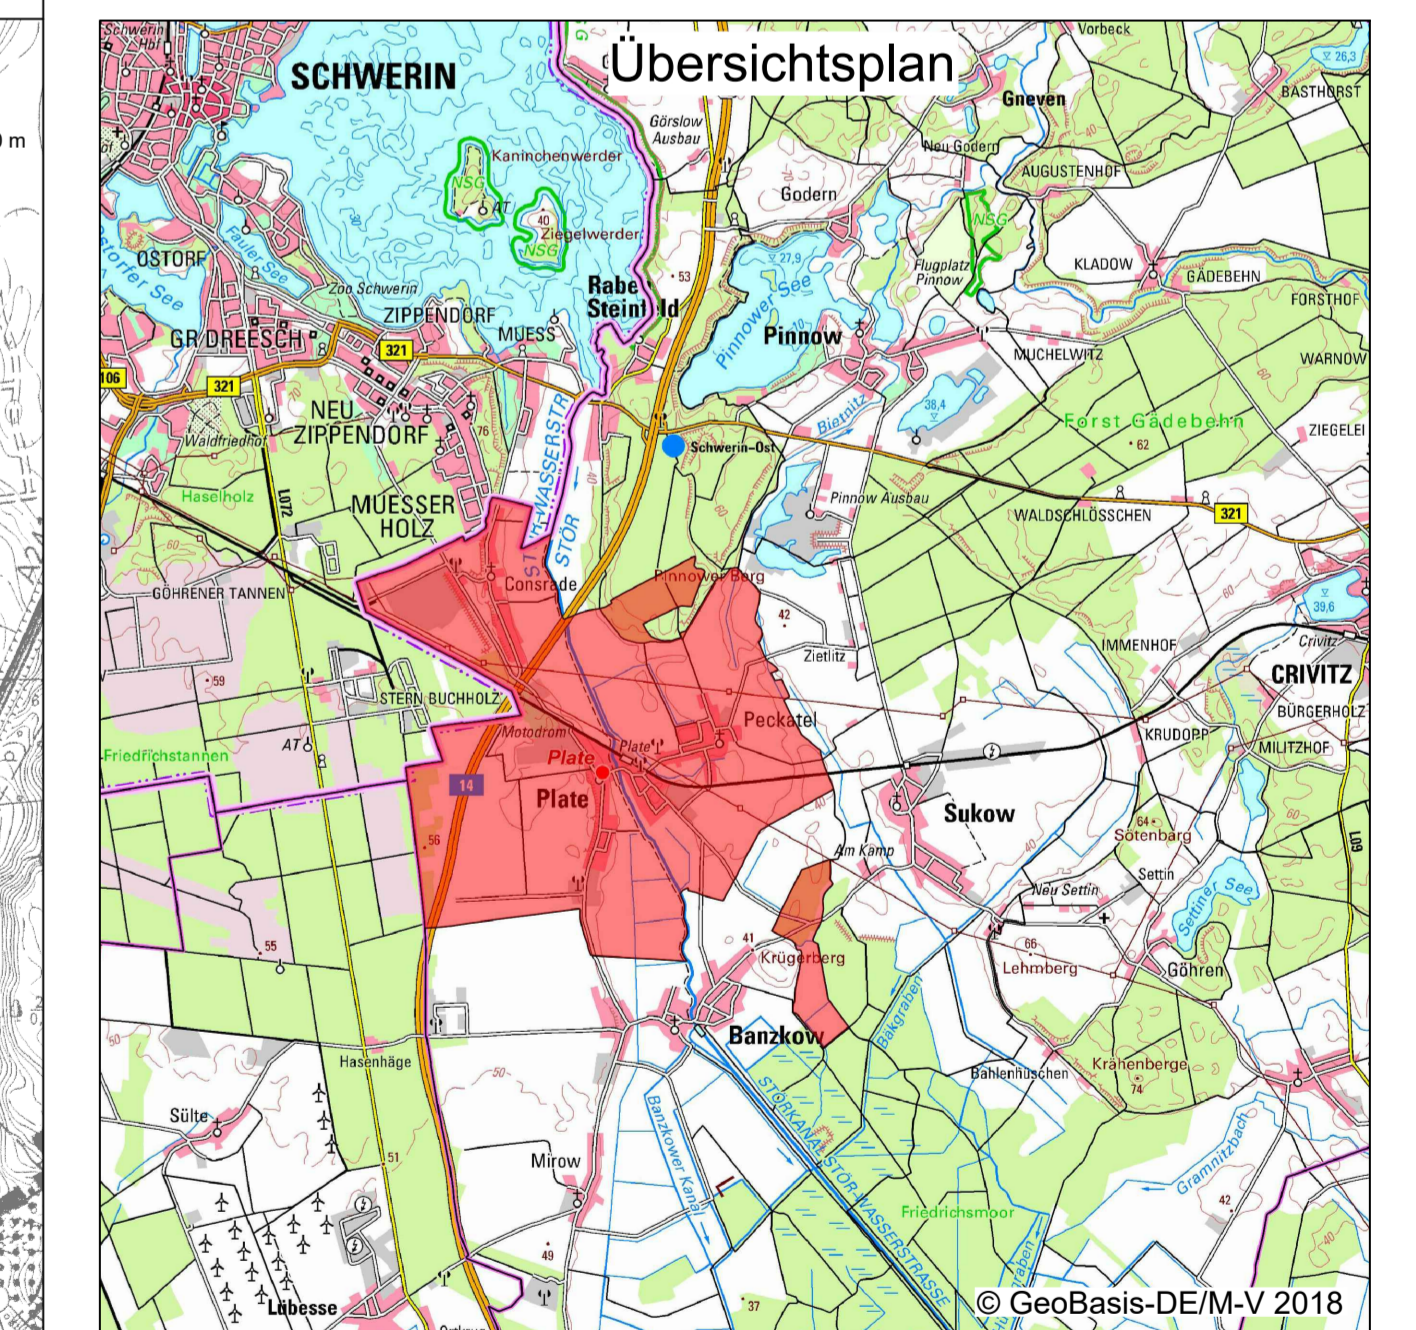 Übersichtsplan
Schwerin
Hbf
SCHWERIN
Vorbeck
26,3
BASTHORST
Gneven
Görslow
Ausbau
m
Kaninchenwerder
NSG
AT
40
Ziegelwerder
NSG
Neu Godern
AUGUSTENHOF
Godern
NSG
OSTORF
Fauler See
Zoo Schwerin
27,9
Pinnower See
Flugplatz
Pinnow
KLADOW
GÄDEBEHN
FORSTHOF
53
Steinfeld
ZIPPENDORF
MUESS
GR DREESCH
321
Pinnow
MUCHELWITZ
WARNOW
106
321
NEU
ZIPPENDORF
76
Waldfriedhof
Bietnitz
38,4
Forst Gädebehn
62
ZIEGELEI
Schwerin-Ost
Haselholz
L072
MUESSER
HOLZ
STÖR
Pinnow Ausbau
WALDSCHLÖSSCHEN
321
Consrade
Pinnower Berg
GÖHRENER TANNEN
42
39,6
Zietlitz
IMMENHOF
Crivitz
CRIVITZ
59
STERN BUCHHOLZ
BÜRGERHOLZ
Peckatel
KRUDOPP
MILITZHOF
AT
Motodrom
Plate
Friedrichstannen
Plate
14
Plate
Sukow
64
Sötenbarg
56
Am Kamp
L09
Neu Settin
Settin
Settiner See
55
41
Krügerberg
66
Lehmberg
Göhren
Banzkow
Bäkgraben
Hasenhäge
50
50
Bahlenhüschen
Krähenberge
74
Sülte
51
Mirow
Banzkower Kanal
STÖRKANAL STÖR-WASSERSTRASSE
Gramnitzbach
42
Friedrichsmoor
49
Lübesse
37
© GeoBasis-DE/M-V 2018